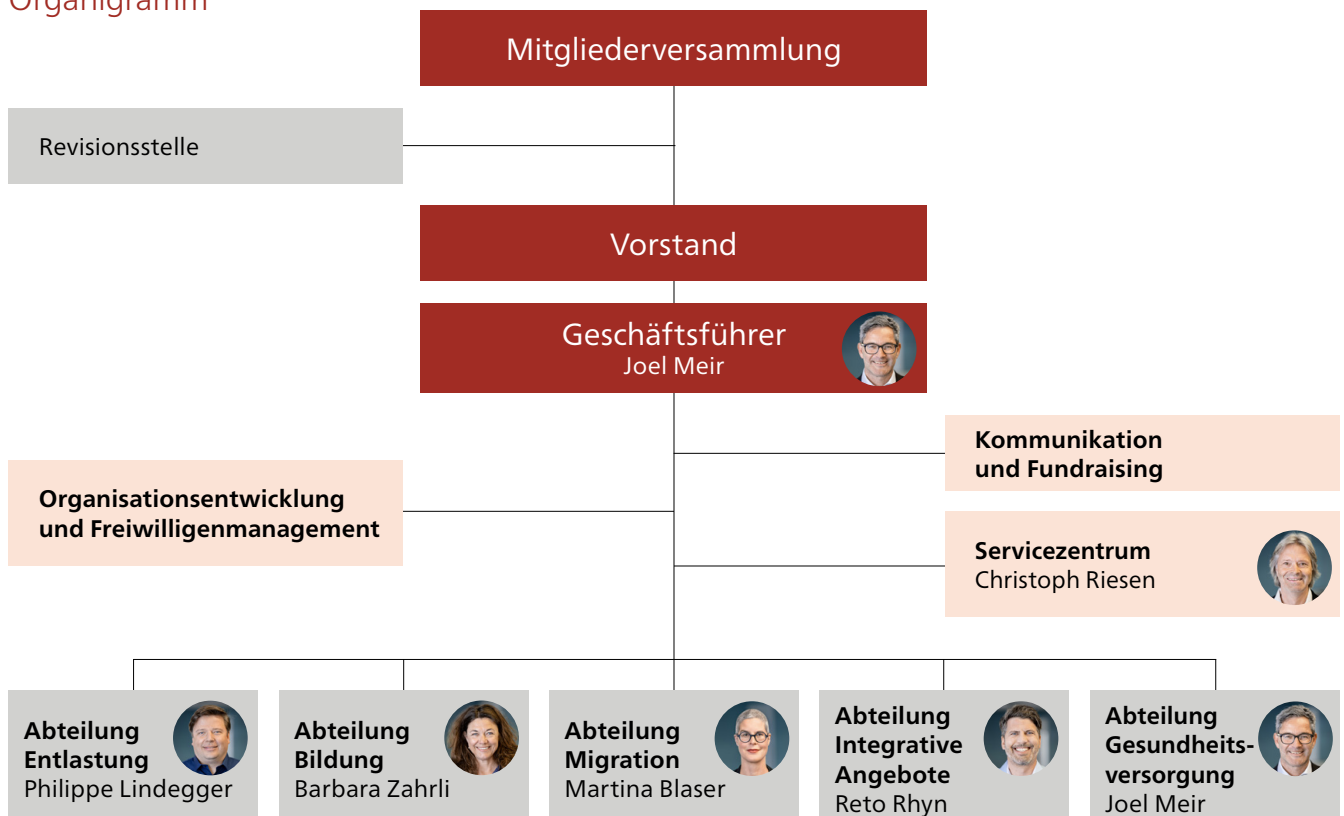 Organigramm
Mitgliederversammlung
Revisionsstelle
Vorstand
Geschäftsführer
Joel Meir
Kommunikation
und Fundraising
Organisationsentwicklung
und Freiwilligenmanagement
Servicezentrum
Christoph Riesen
Abteilung
Entlastung
Philippe Lindegger
Abteilung
Bildung
Barbara Zahrli
Abteilung
Migration
Martina Blaser
Abteilung
Integrative
Angebote
Reto Rhyn
Abteilung
Gesundheits-
versorgung
Joel Meir